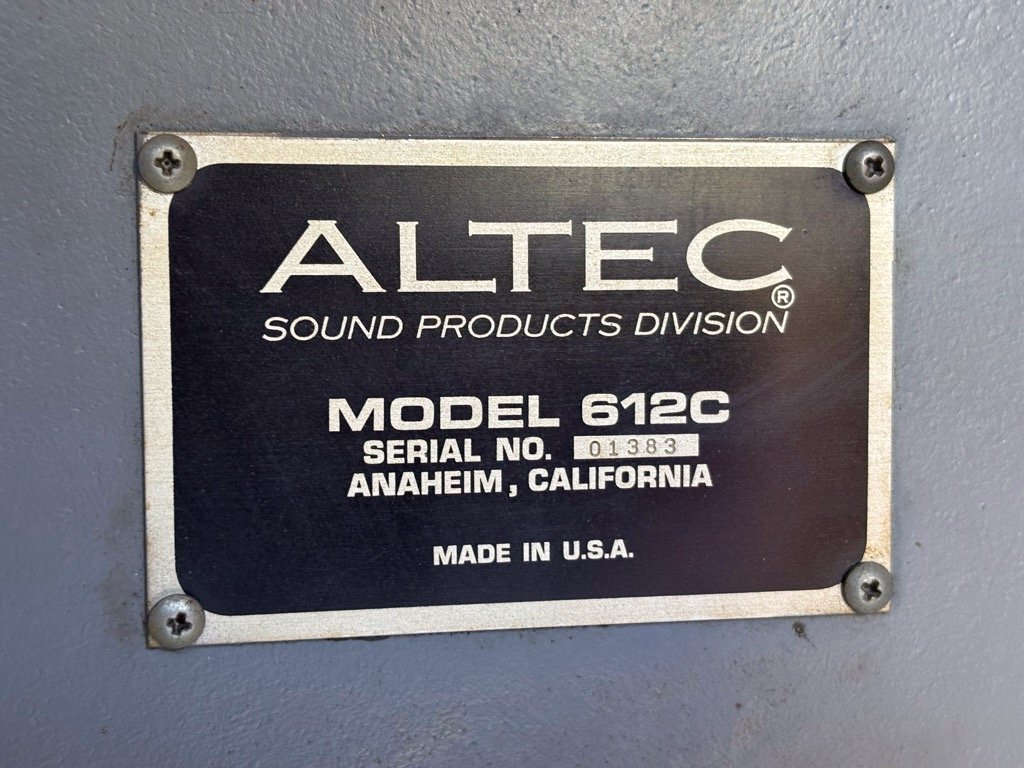 ALTEC®
SOUND PRODUCTS DIVISION
MODEL 612C
SERIAL NO. 01383
ANAHEIM, CALIFORNIA
MADE IN U.S.A.